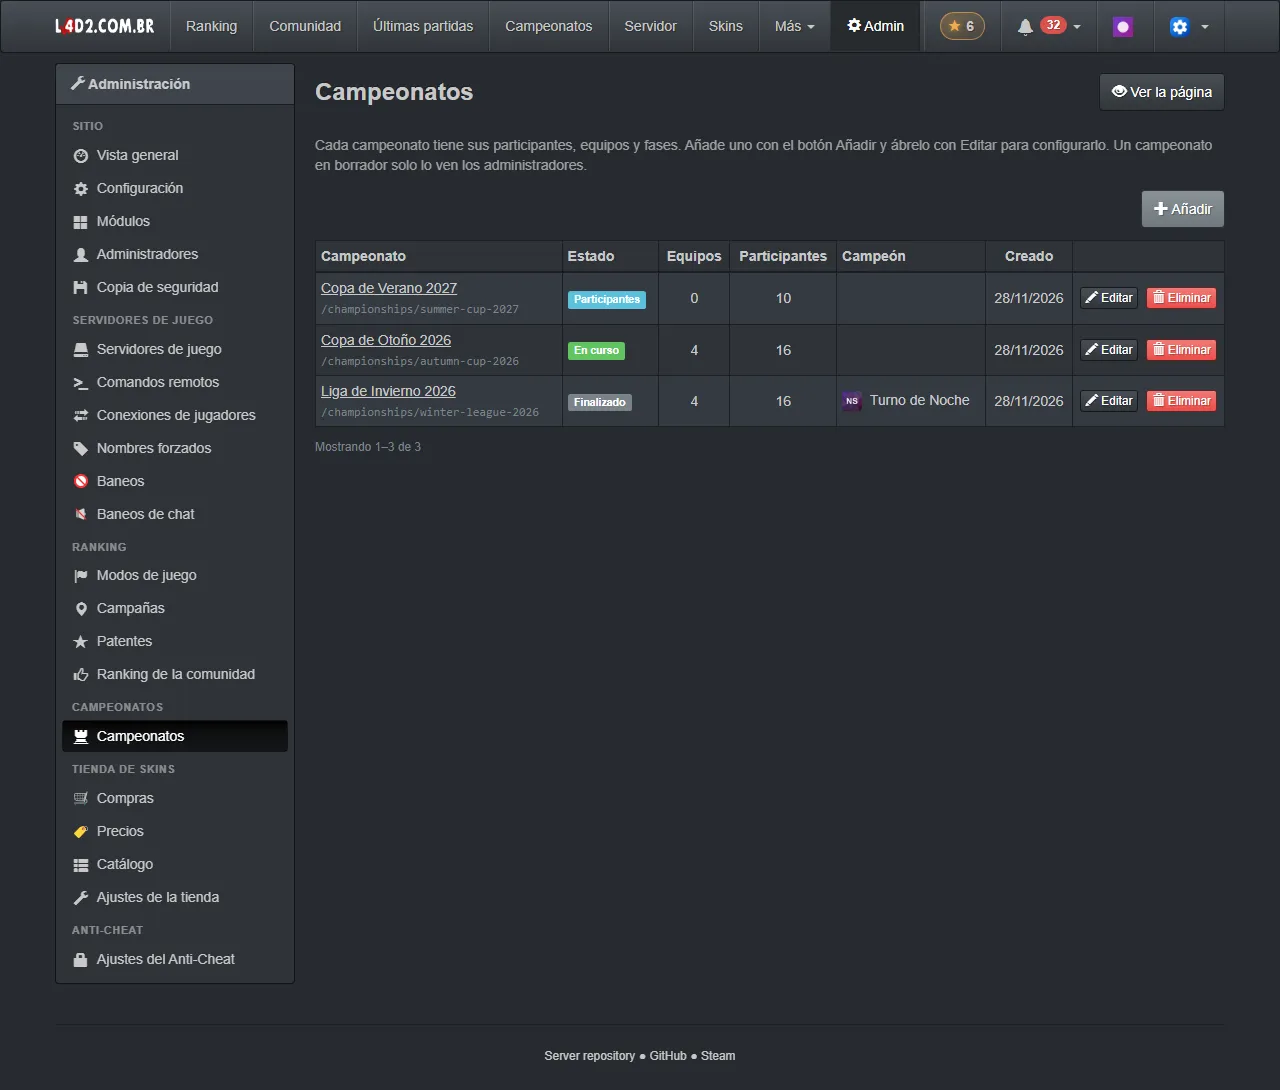 L4D2.COM.BR
Ranking
Comunidad
Últimas partidas
Campeonatos
Servidor
Skins
Más
Admin
6
32
Administración
SITIO
Vista general
Configuración
Módulos
Administradores
Copia de seguridad
SERVIDORES DE JUEGO
Servidores de juego
Comandos remotos
Conexiones de jugadores
Nombres forzados
Baneos
Baneos de chat
RANKING
Modos de juego
Campañas
Patentes
Ranking de la comunidad
CAMPEONATOS
Campeonatos
TIENDA DE SKINS
Compras
Precios
Catálogo
Ajustes de la tienda
ANTI-CHEAT
Ajustes del Anti-Cheat
Campeonatos
Ver la página
Cada campeonato tiene sus participantes, equipos y fases. Añade uno con el botón Añadir y ábrelo con Editar para configurarlo. Un campeonato
en borrador solo lo ven los administradores.
Añadir
Campeonato Estado Equipos Participantes Campeón Creado
Copa de Verano 2027
/championships/summer-cup-2027
Participantes 0 10 28/11/2026 Editar Eliminar
Copa de Otoño 2026
/championships/autumn-cup-2026
En curso 4 16 28/11/2026 Editar Eliminar
Liga de Invierno 2026
/championships/winter-league-2026
Finalizado 4 16 NS Turno de Noche 28/11/2026 Editar Eliminar
Mostrando 1–3 de 3
Server repository ● GitHub ● Steam